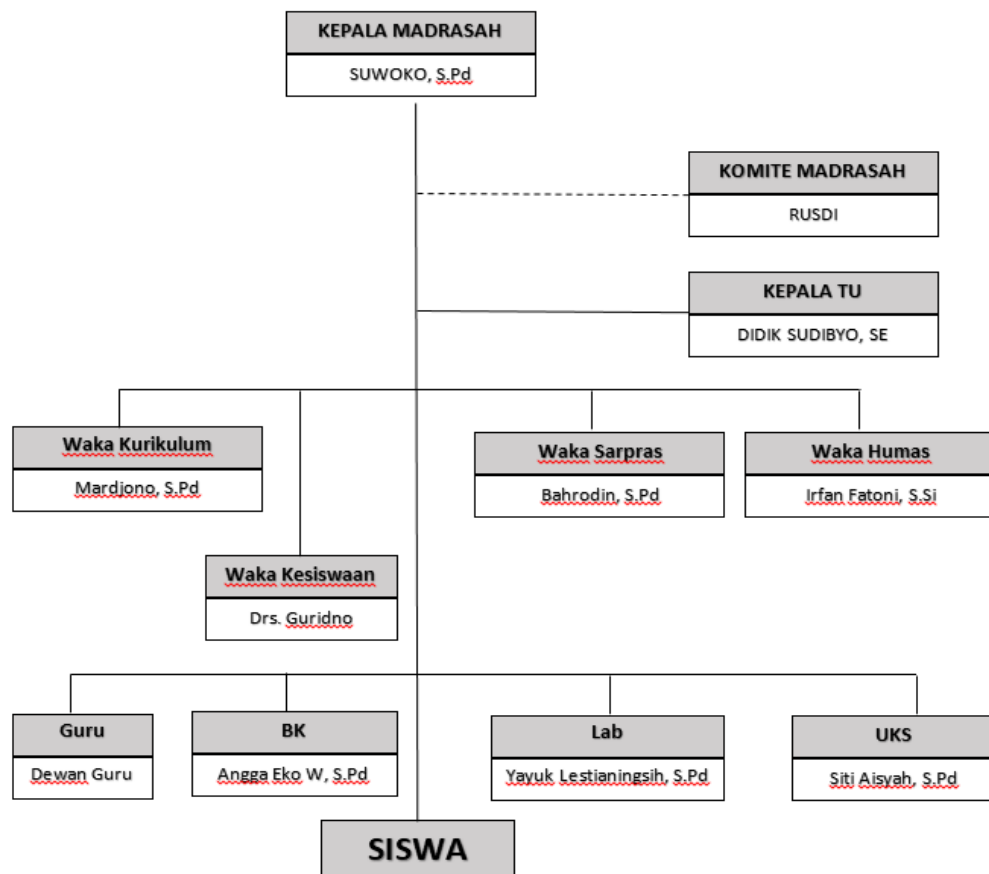 KEPALA MADRASAH
SUWOKO, S.Pd
KOMITE MADRASAH
RUSDI
KEPALA TU
DIDIK SUDIBYO, SE
Waka Kurikulum
Mardjono, S.Pd
Waka Sarpras
Bahrodin, S.Pd
Waka Humas
Irfan Fatoni, S.Si
Waka Kesiswaan
Drs. Guridno
Guru
Dewan Guru
BK
Angga Eko W, S.Pd
Lab
Yayuk Lestianingsih, S.Pd
UKS
Siti Aisyah, S.Pd
SISWA